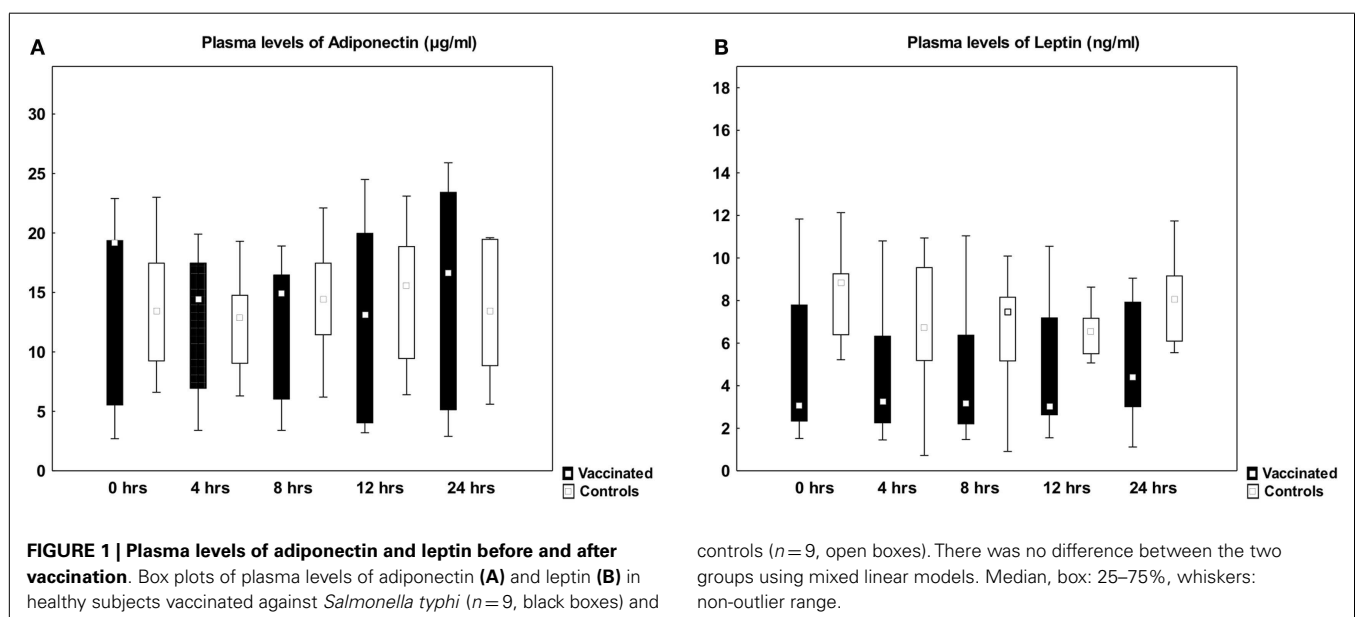 A
Plasma levels of Adiponectin (µg/ml)
30
25
20
15
10
5
0
0 hrs 4 hrs 8 hrs 12 hrs 24 hrs
Vaccinated
Controls
B
Plasma levels of Leptin (ng/ml)
18
16
14
12
10
8
6
4
2
0
0 hrs 4 hrs 8 hrs 12 hrs 24 hrs
Vaccinated
Controls
FIGURE 1 | Plasma levels of adiponectin and leptin before and after
vaccination. Box plots of plasma levels of adiponectin (A) and leptin (B) in
healthy subjects vaccinated against Salmonella typhi (n = 9, black boxes) and
controls (n = 9, open boxes). There was no difference between the two
groups using mixed linear models. Median, box: 25–75%, whiskers:
non-outlier range.